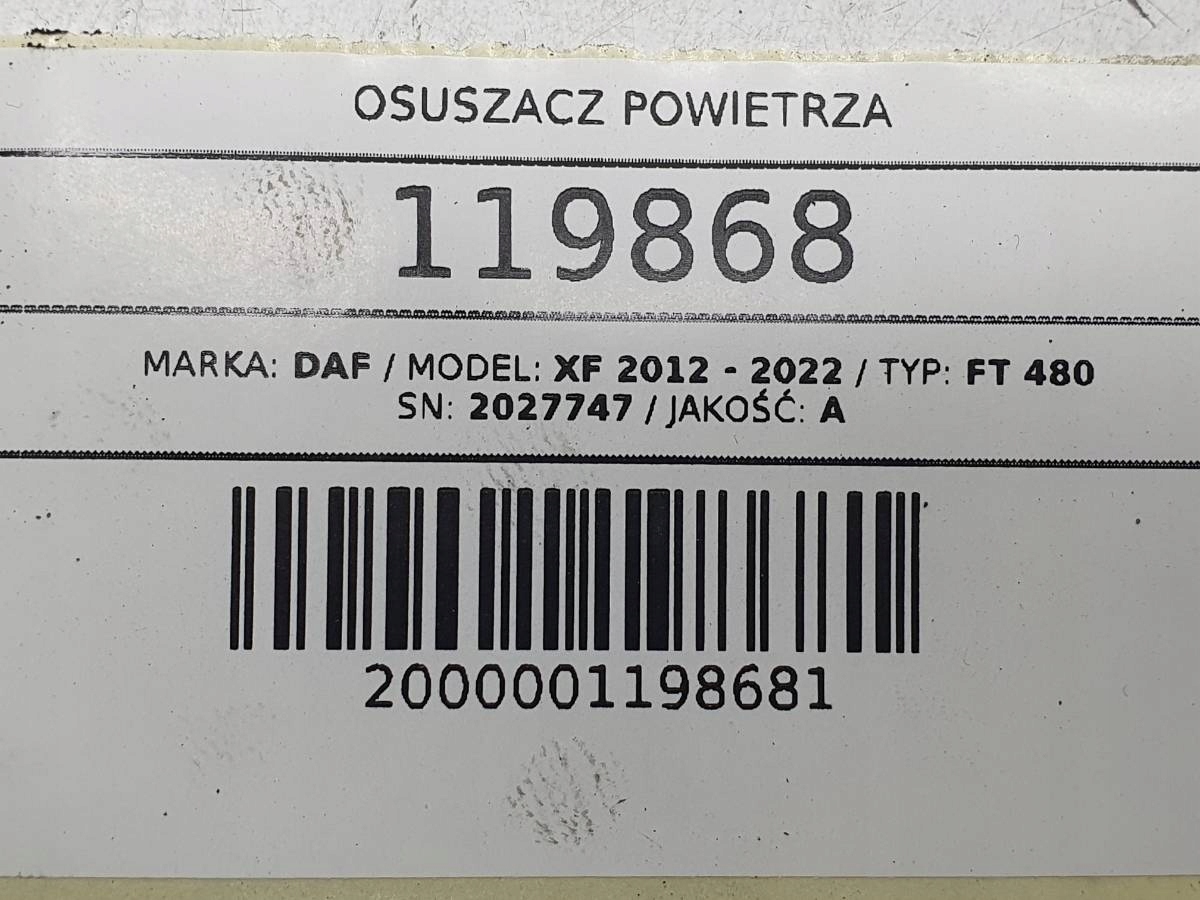 OSUSZACZ POWIETRZA
119868
MARKA: DAF / MODEL: XF 2012 - 2022 / TYP: FT 480
SN: 2027747 / JAKOŚĆ: A
2000001198681